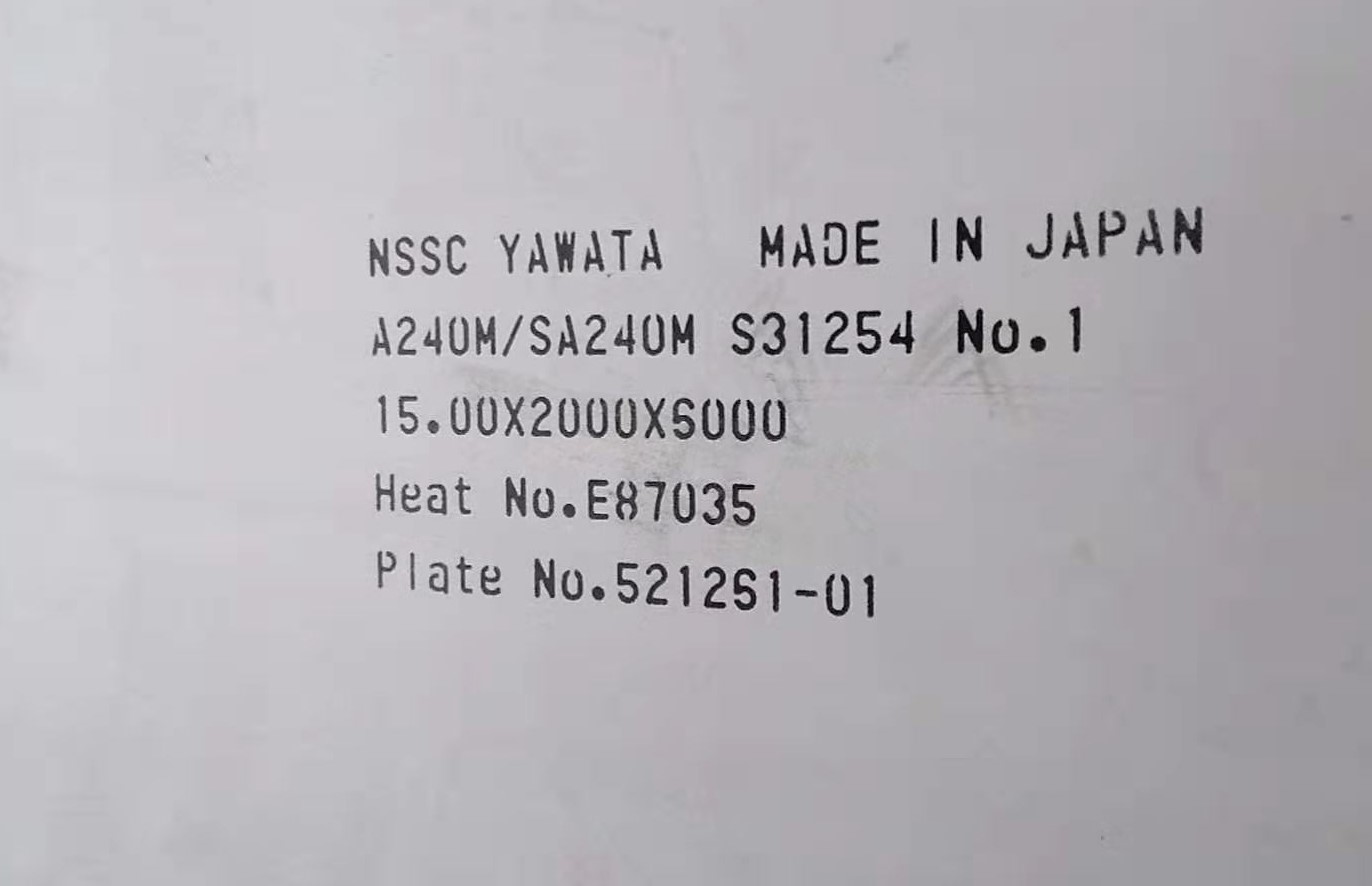 NSSC YAWATA MADE IN JAPAN
A240M/SA240M S31254 No.1
15.00X2000X6000
Heat No.E87035
Plate No.521261-01